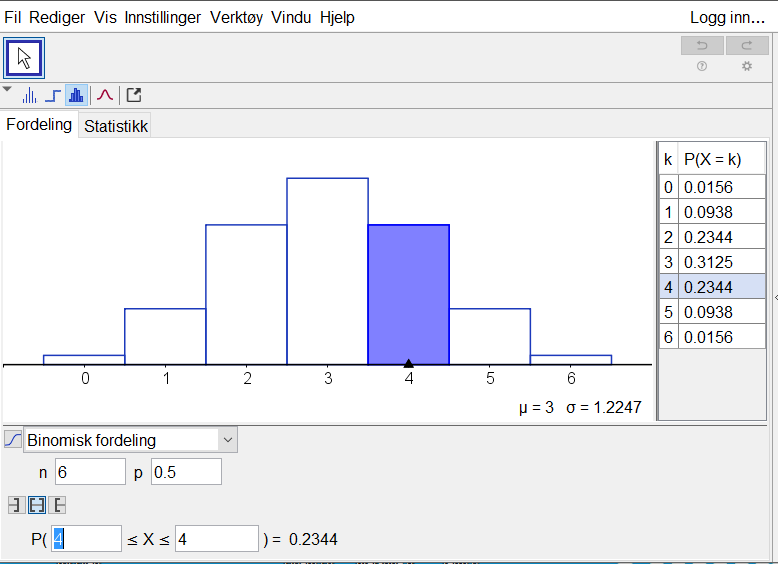 Fil Rediger Vis Innstillinger Verktøy Vindu Hjelp Logg inn...
Fordeling Statistikk
k P(X = k)
0 0.0156
1 0.0938
2 0.2344
3 0.3125
4 0.2344
5 0.0938
6 0.0156
0 1 2 3 4 5 6
μ = 3 σ = 1.2247
Binomisk fordeling
n 6 p 0.5
P( 4 ≤ X ≤ 4 ) = 0.2344